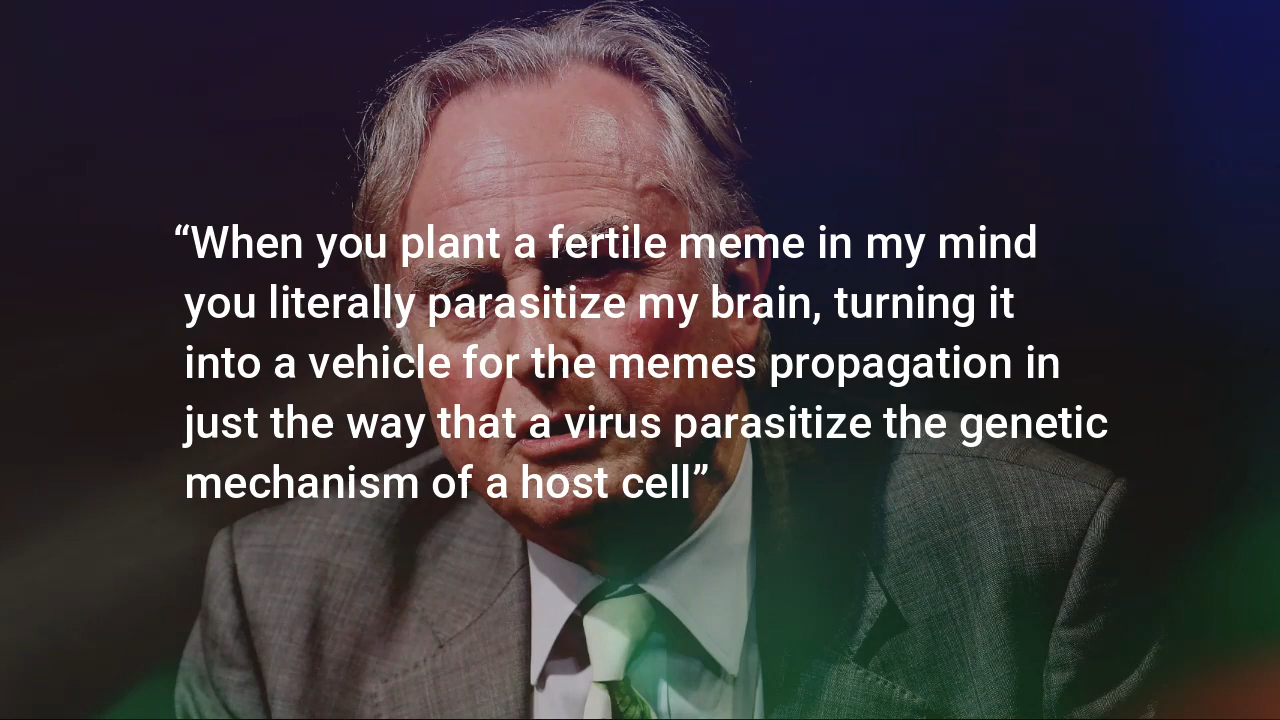 “When you plant a fertile meme in my mind
you literally parasitize my brain, turning it
into a vehicle for the memes propagation in
just the way that a virus parasitize the genetic
mechanism of a host cell”